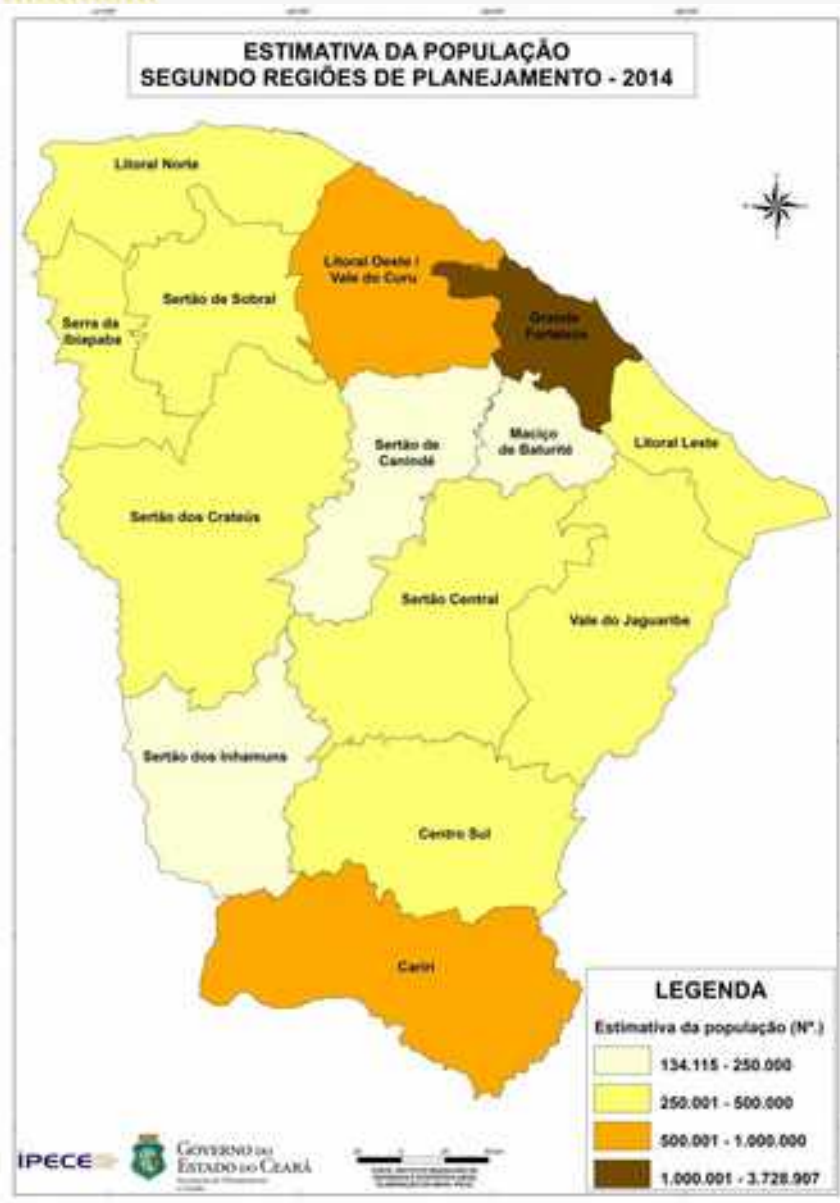 ESTIMATIVA DA POPULAÇÃO
SEGUNDO REGIÕES DE PLANEJAMENTO - 2014
Litoral Norte
Litoral Oeste /
Vale do Curu
Sertão de Sobral
Serra da
Ibiapaba
Grande
Fortaleza
Sertão de
Canindé
Maciço
de Baturité
Litoral Leste
Sertão dos Crateús
Sertão Central
Vale do Jaguaribe
Sertão dos Inhamuns
Centro Sul
Cariri
LEGENDA
Estimativa da população (Nº.)
134.115 - 250.000
250.001 - 500.000
500.001 - 1.000.000
1.000.001 - 3.728.907
IPECE
GOVERNO DO
ESTADO DO CEARÁ